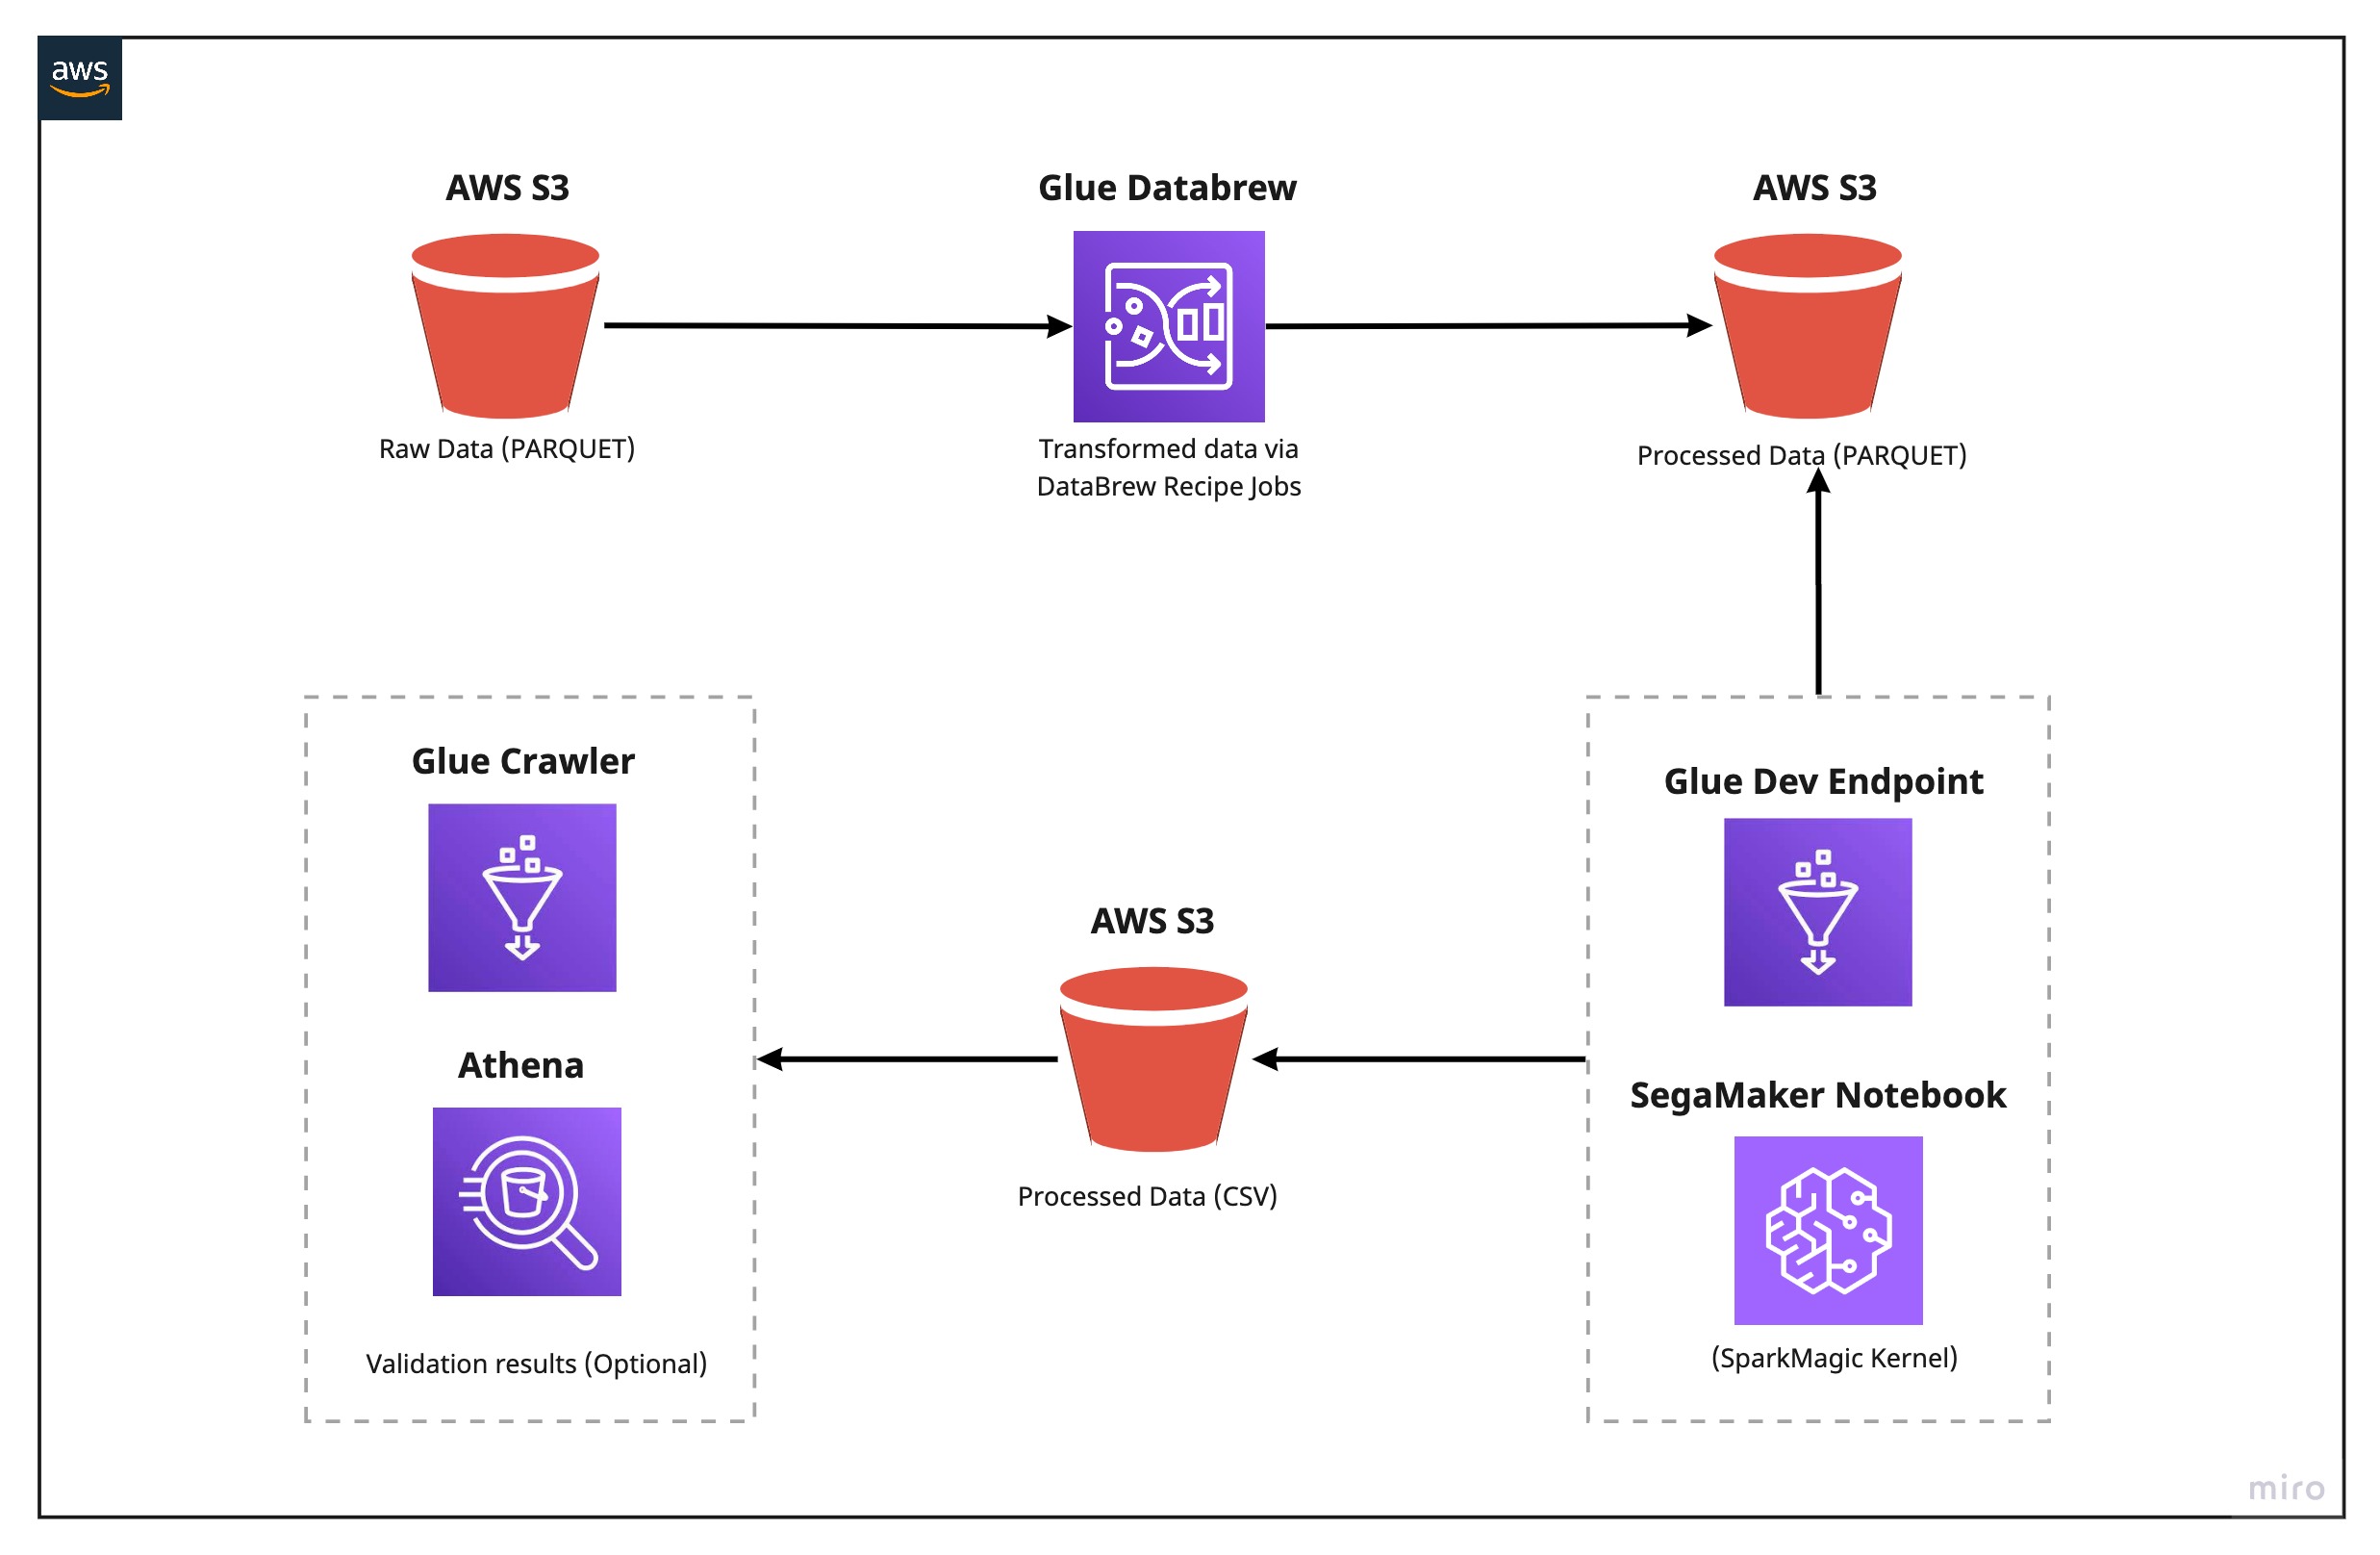 aws
AWS S3
Glue Databrew
AWS S3
Raw Data (PARQUET)
Transformed data via
DataBrew Recipe Jobs
Processed Data (PARQUET)
Glue Crawler
Athena
Validation results (Optional)
AWS S3
Processed Data (CSV)
Glue Dev Endpoint
SegaMaker Notebook
(SparkMagic Kernel)
miro